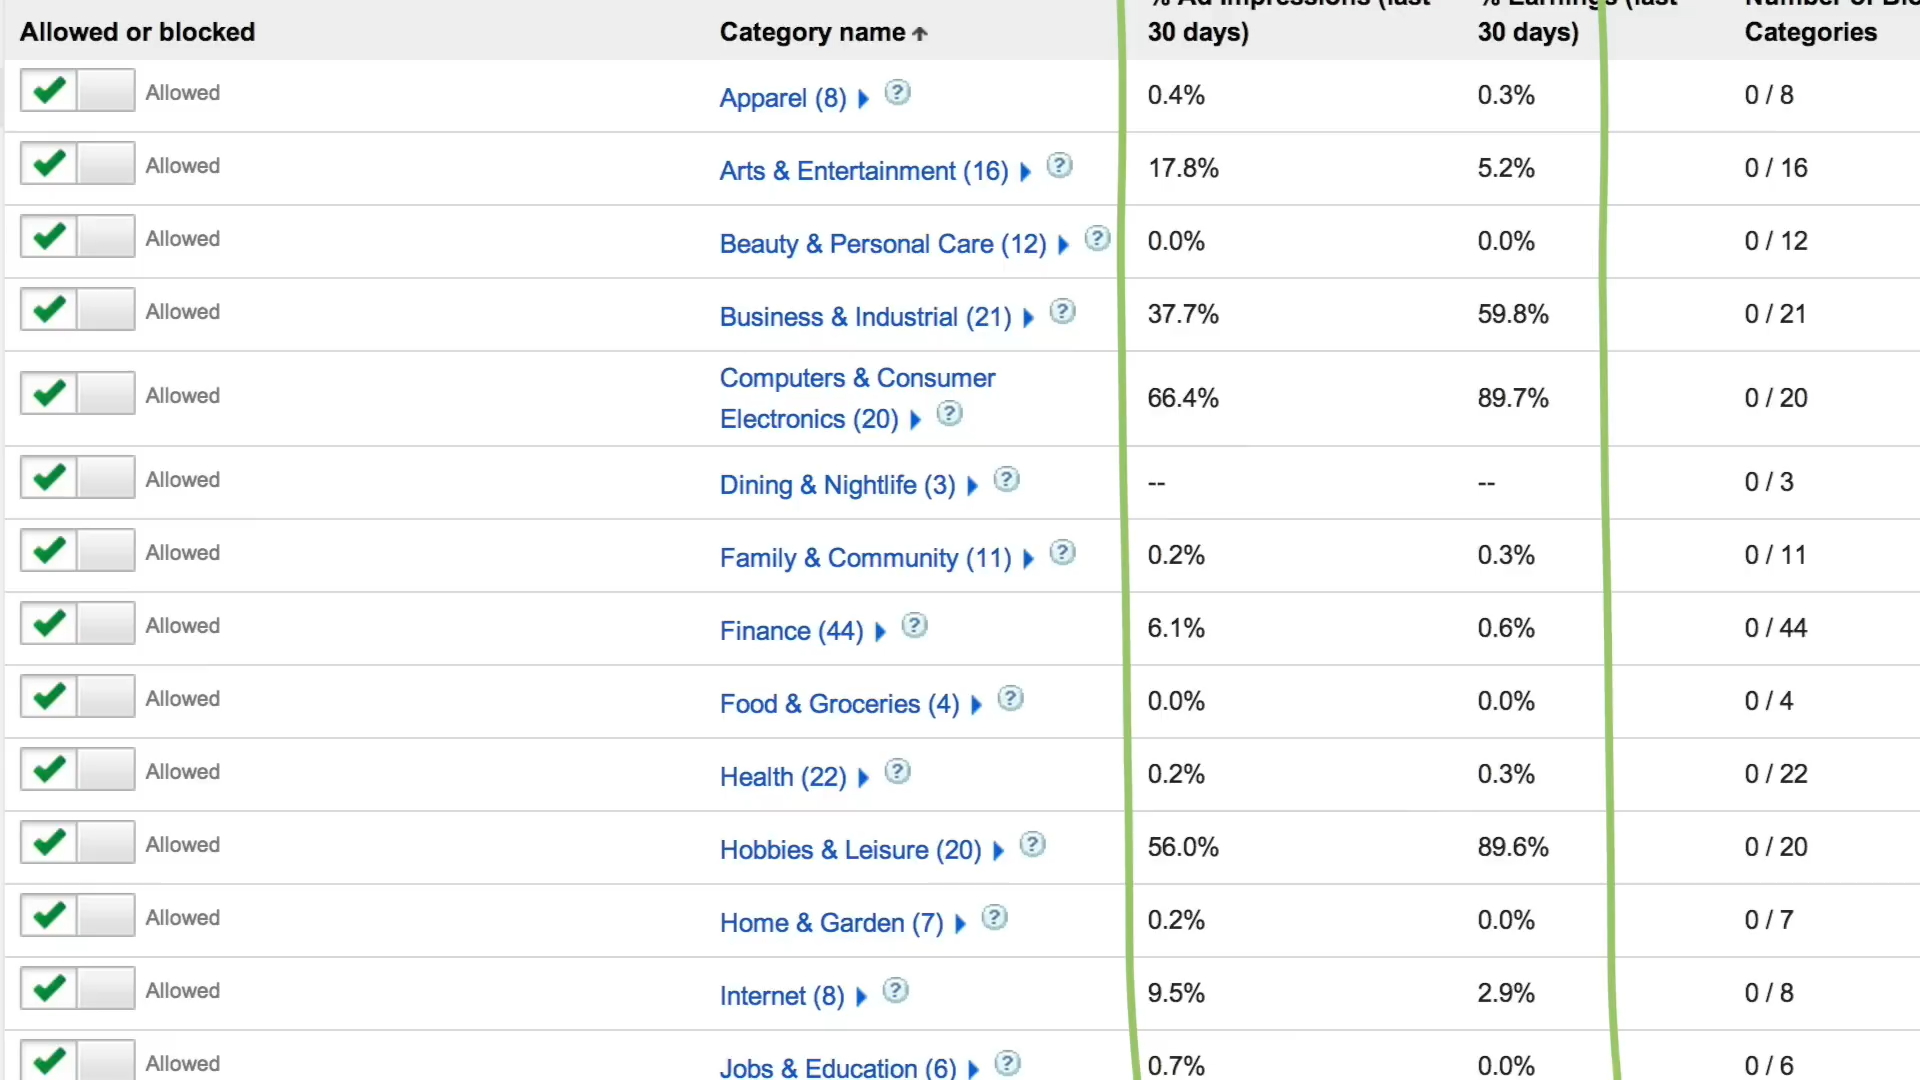 % Ad Impressions (last % Earnings (last Number of Blo
Allowed or blocked Category name 30 days) 30 days) Categories
Allowed Apparel (8) ? 0.4% 0.3% 0 / 8
Allowed Arts & Entertainment (16) ? 17.8% 5.2% 0 / 16
Allowed Beauty & Personal Care (12) ? 0.0% 0.0% 0 / 12
Allowed Business & Industrial (21) ? 37.7% 59.8% 0 / 21
Computers & Consumer
Allowed Electronics (20) ? 66.4% 89.7% 0 / 20
Allowed Dining & Nightlife (3) ? -- -- 0 / 3
Allowed Family & Community (11) ? 0.2% 0.3% 0 / 11
Allowed Finance (44) ? 6.1% 0.6% 0 / 44
Allowed Food & Groceries (4) ? 0.0% 0.0% 0 / 4
Allowed Health (22) ? 0.2% 0.3% 0 / 22
Allowed Hobbies & Leisure (20) ? 56.0% 89.6% 0 / 20
Allowed Home & Garden (7) ? 0.2% 0.0% 0 / 7
Allowed Internet (8) ? 9.5% 2.9% 0 / 8
Allowed Jobs & Education (6) ? 0.7% 0.0% 0 / 6